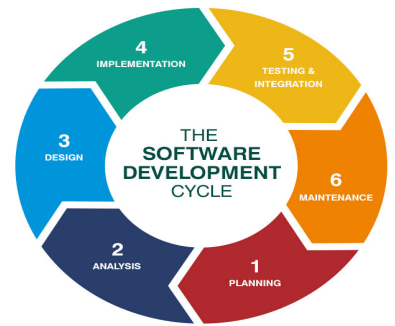 THE
SOFTWARE
DEVELOPMENT
CYCLE
1
PLANNING
2
ANALYSIS
3
DESIGN
4
IMPLEMENTATION
5
TESTING &
INTEGRATION
6
MAINTENANCE